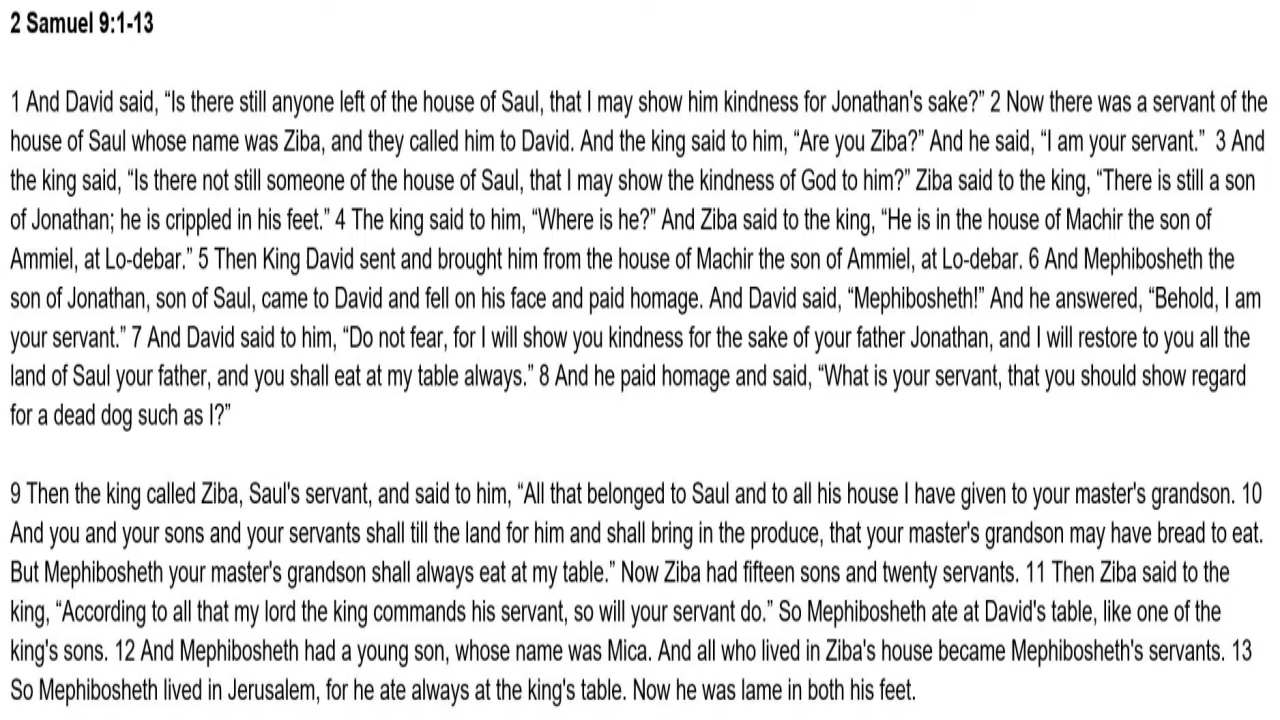 2 Samuel 9:1-13
1 And David said, “Is there still anyone left of the house of Saul, that I may show him kindness for Jonathan's sake?” 2 Now there was a servant of the
house of Saul whose name was Ziba, and they called him to David. And the king said to him, “Are you Ziba?” And he said, “I am your servant.” 3 And
the king said, “Is there not still someone of the house of Saul, that I may show the kindness of God to him?” Ziba said to the king, “There is still a son
of Jonathan; he is crippled in his feet.” 4 The king said to him, “Where is he?” And Ziba said to the king, “He is in the house of Machir the son of
Ammiel, at Lo-debar.” 5 Then King David sent and brought him from the house of Machir the son of Ammiel, at Lo-debar. 6 And Mephibosheth the
son of Jonathan, son of Saul, came to David and fell on his face and paid homage. And David said, “Mephibosheth!” And he answered, “Behold, I am
your servant.” 7 And David said to him, “Do not fear, for I will show you kindness for the sake of your father Jonathan, and I will restore to you all the
land of Saul your father, and you shall eat at my table always.” 8 And he paid homage and said, “What is your servant, that you should show regard
for a dead dog such as I?”
9 Then the king called Ziba, Saul's servant, and said to him, “All that belonged to Saul and to all his house I have given to your master's grandson. 10
And you and your sons and your servants shall till the land for him and shall bring in the produce, that your master's grandson may have bread to eat.
But Mephibosheth your master's grandson shall always eat at my table.” Now Ziba had fifteen sons and twenty servants. 11 Then Ziba said to the
king, “According to all that my lord the king commands his servant, so will your servant do.” So Mephibosheth ate at David's table, like one of the
king's sons. 12 And Mephibosheth had a young son, whose name was Mica. And all who lived in Ziba's house became Mephibosheth's servants. 13
So Mephibosheth lived in Jerusalem, for he ate always at the king's table. Now he was lame in both his feet.